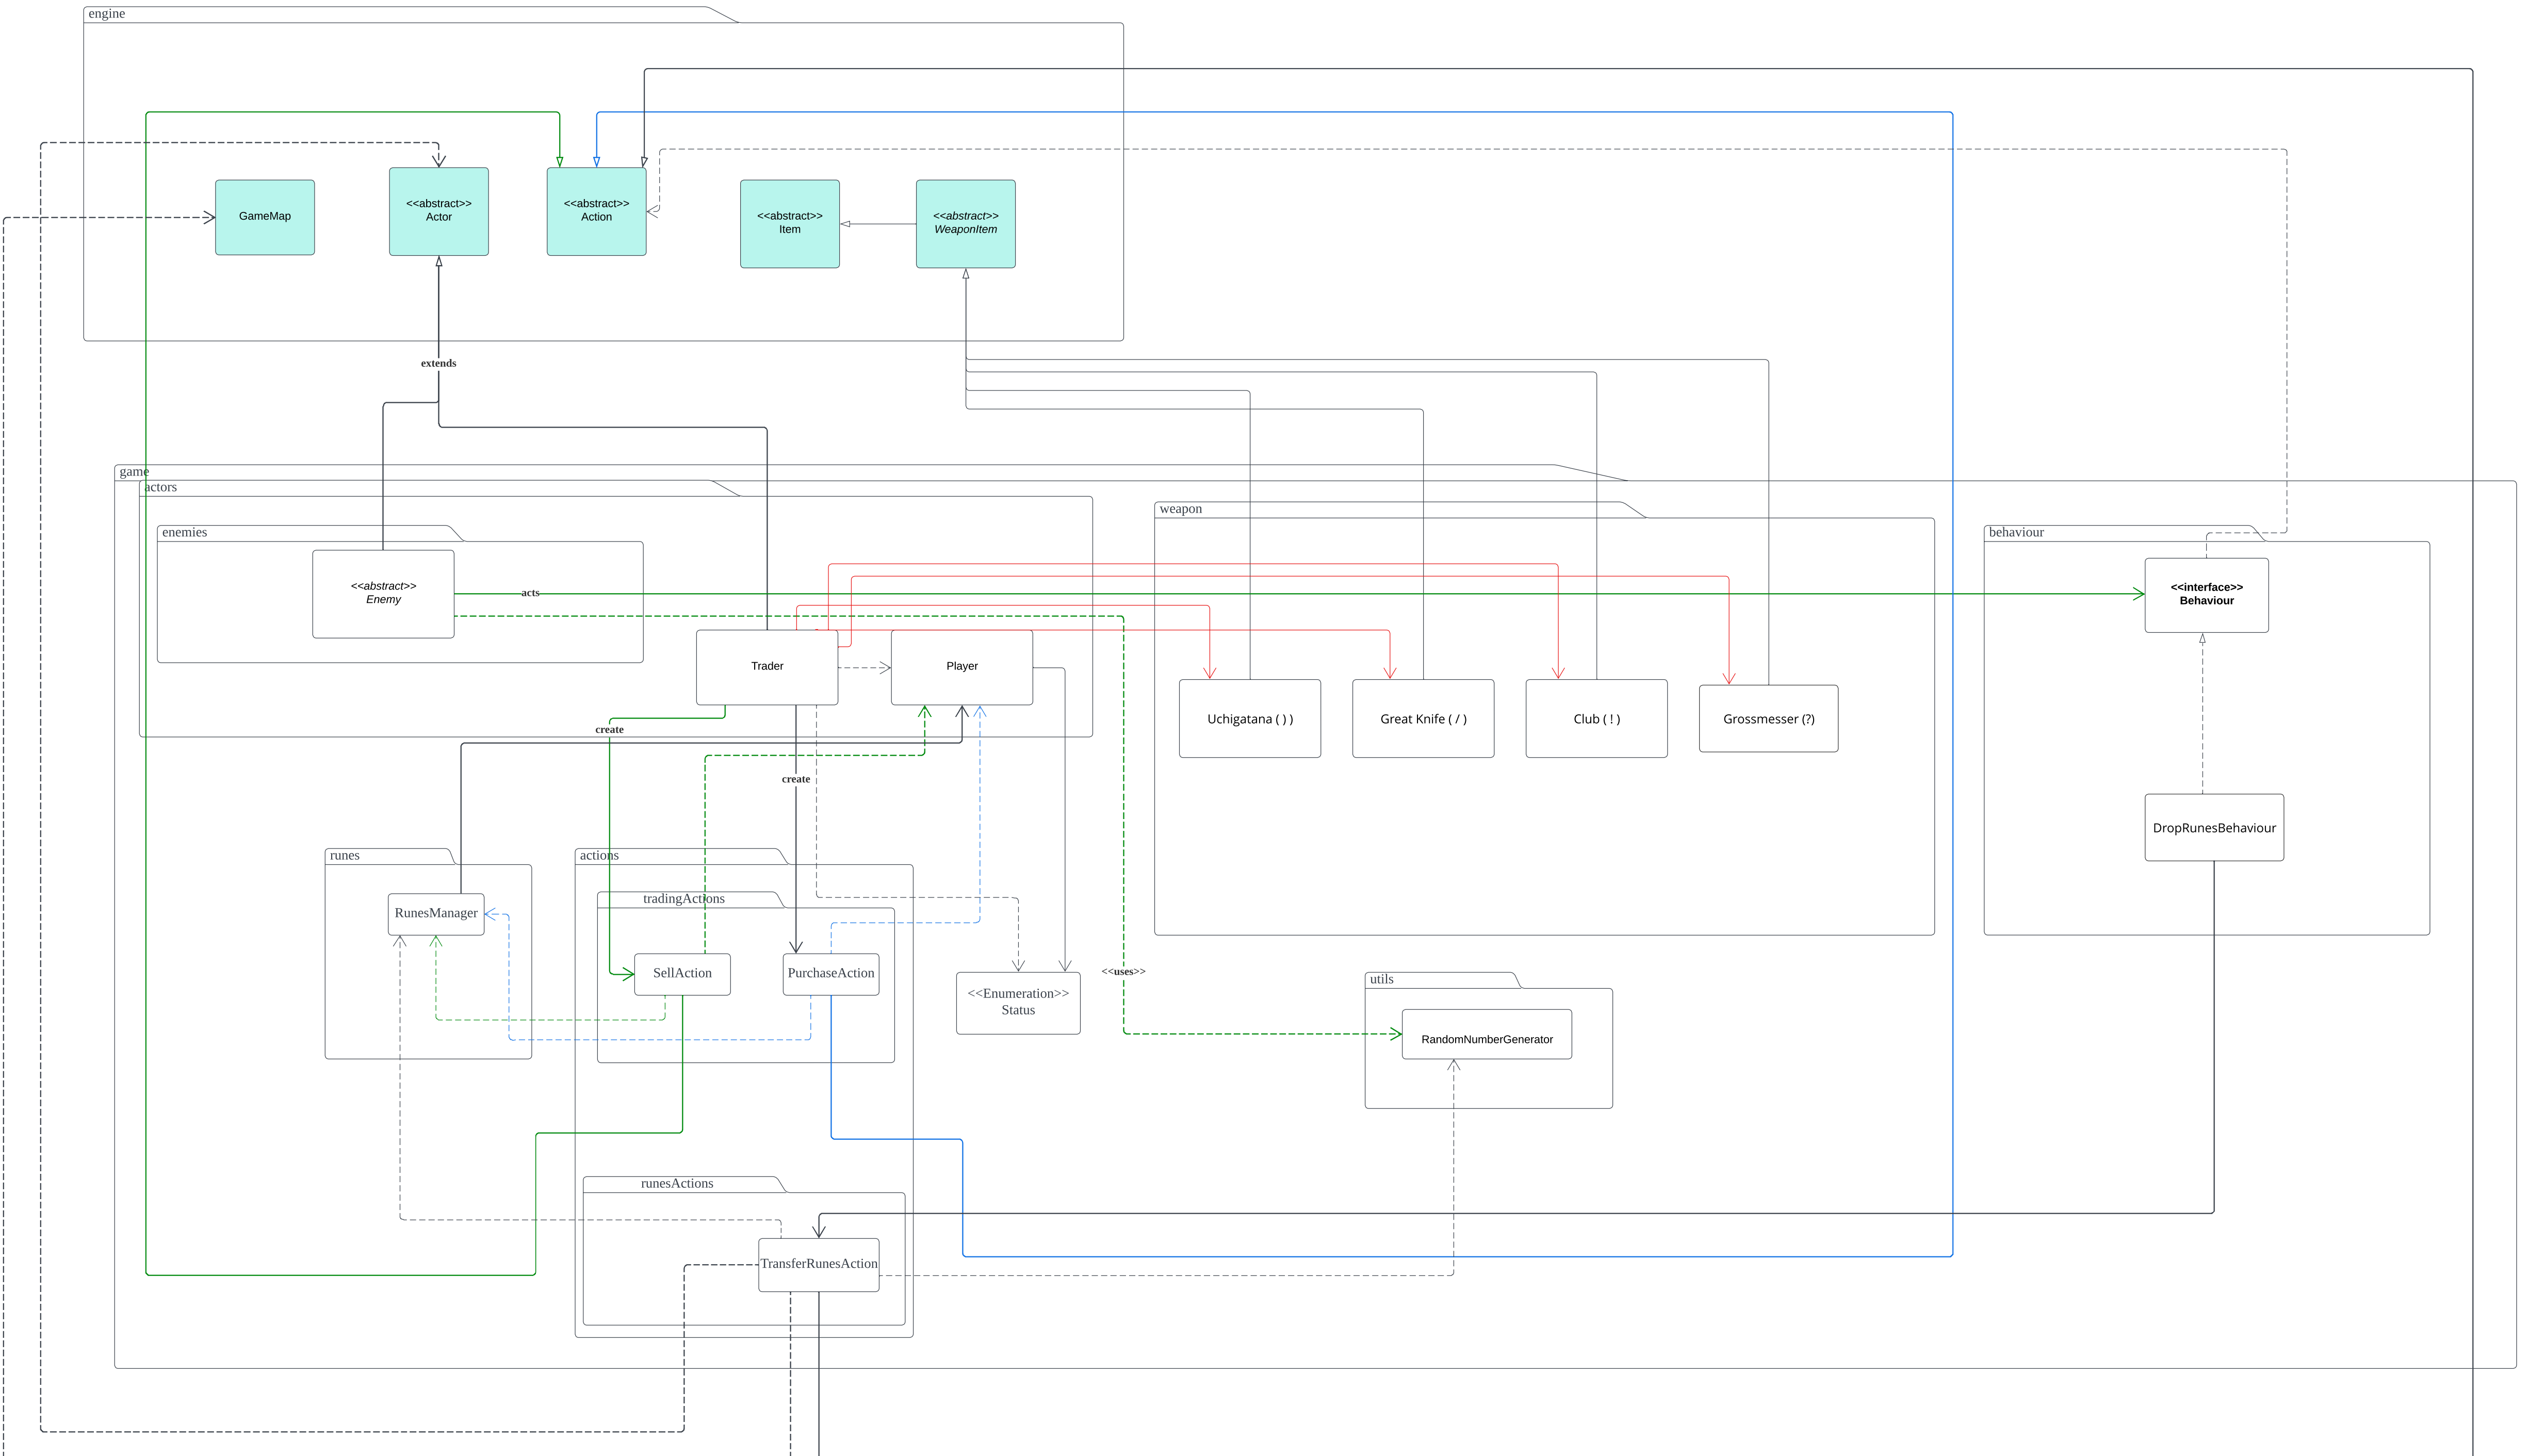 engine
GameMap
<<abstract>>
Actor
<<abstract>>
Action
<<abstract>>
Item
<<abstract>>
WeaponItem
extends
game
actors
enemies
<<abstract>>
Enemy
acts
Trader
Player
create
create
weapon
Uchigatana ( ) )
Great Knife ( / )
Club ( ! )
Grossmesser (?)
behaviour
<<interface>>
Behaviour
DropRunesBehaviour
runes
RunesManager
actions
tradingActions
SellAction
PurchaseAction
<<Enumeration>>
Status
<<uses>>
utils
RandomNumberGenerator
runesActions
TransferRunesAction